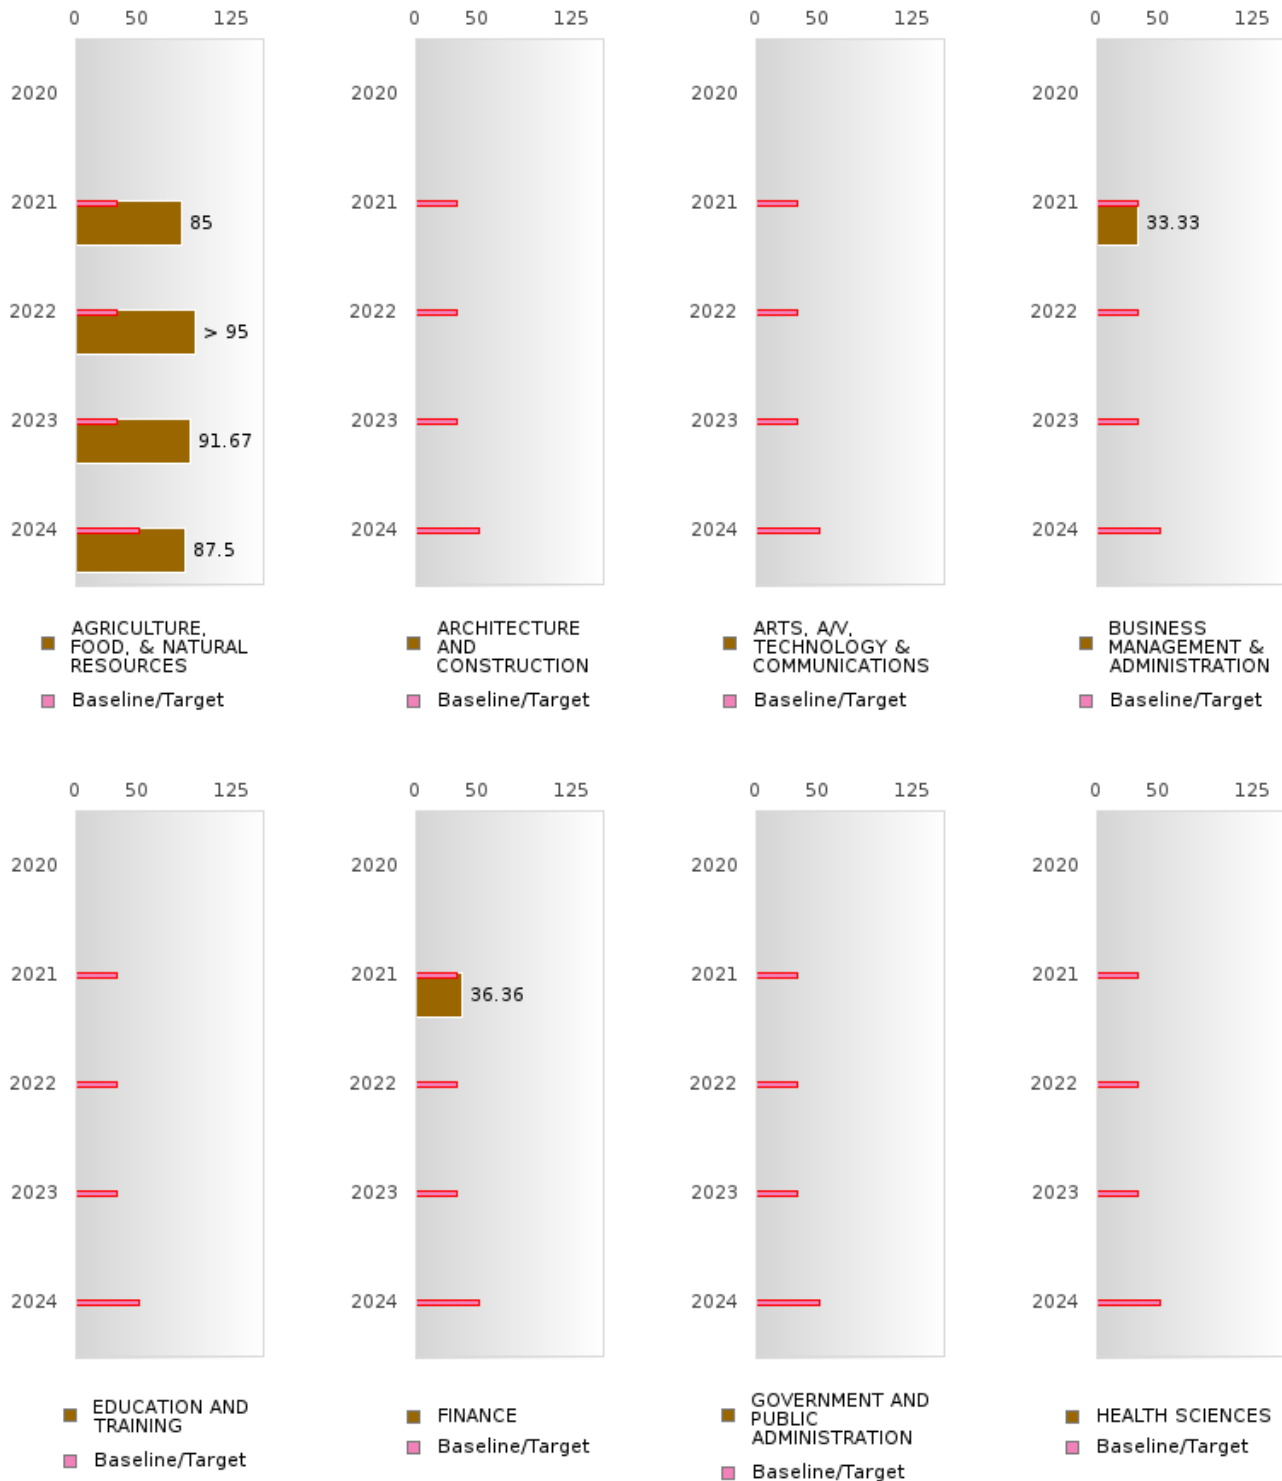 0 50 125
2020
2021
85
2022
> 95
2023
91.67
2024
87.5
AGRICULTURE,
FOOD, & NATURAL
RESOURCES
Baseline/Target
0 50 125
2020
2021
2022
2023
2024
ARCHITECTURE
AND
CONSTRUCTION
Baseline/Target
0 50 125
2020
2021
2022
2023
2024
ARTS, A/V,
TECHNOLOGY &
COMMUNICATIONS
Baseline/Target
0 50 125
2020
2021
33.33
2022
2023
2024
BUSINESS
MANAGEMENT &
ADMINISTRATION
Baseline/Target
0 50 125
2020
2021
2022
2023
2024
EDUCATION AND
TRAINING
Baseline/Target
0 50 125
2020
2021
36.36
2022
2023
2024
FINANCE
Baseline/Target
0 50 125
2020
2021
2022
2023
2024
GOVERNMENT AND
PUBLIC
ADMINISTRATION
Baseline/Target
0 50 125
2020
2021
2022
2023
2024
HEALTH SCIENCES
Baseline/Target